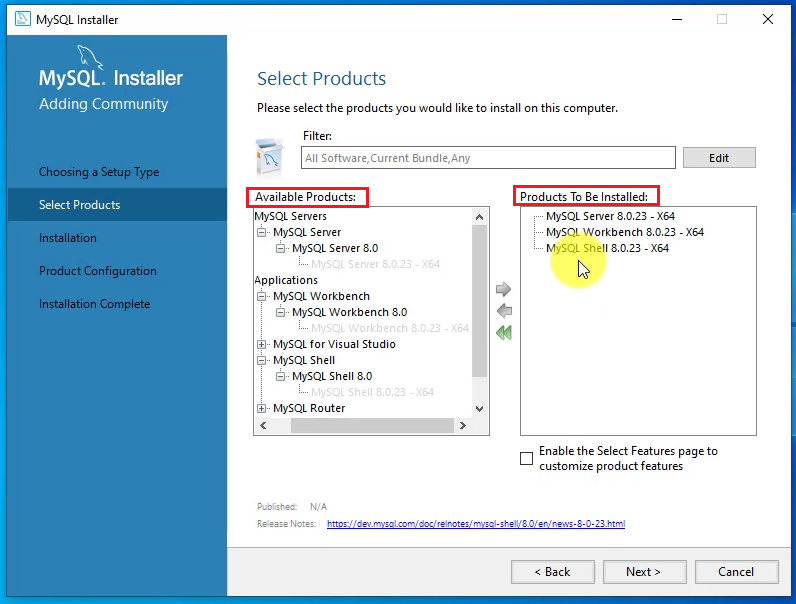 MySQL Installer
MySQL. Installer
Adding Community
Choosing a Setup Type
Select Products
Installation
Product Configuration
Installation Complete
Select Products
Please select the products you would like to install on this computer.
Filter:
All Software,Current Bundle,Any
Edit
Available Products:
MySQL Servers
MySQL Server
MySQL Server 8.0
MySQL Server 8.0.23 - X64
Applications
MySQL Workbench
MySQL Workbench 8.0
MySQL Workbench 8.0.23 - X64
MySQL for Visual Studio
MySQL Shell
MySQL Shell 8.0
MySQL Shell 8.0.23 - X64
MySQL Router
Products To Be Installed:
MySQL Server 8.0.23 - X64
MySQL Workbench 8.0.23 - X64
MySQL Shell 8.0.23 - X64
Enable the Select Features page to
customize product features
Published: N/A
Release Notes: https://dev.mysql.com/doc/relnotes/mysql-shell/8.0/en/news-8-0-23.html
< Back
Next >
Cancel